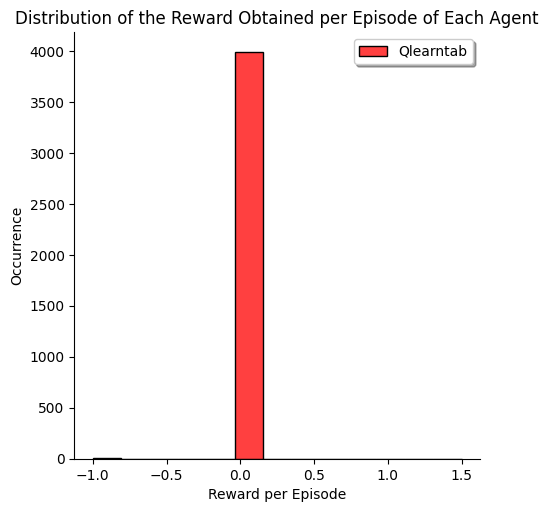 Distribution of the Reward Obtained per Episode of Each Agent
Qlearntab
4000
3500
3000
2500
2000
1500
1000
500
0
Occurrence
−1.0 −0.5 0.0 0.5 1.0 1.5
Reward per Episode